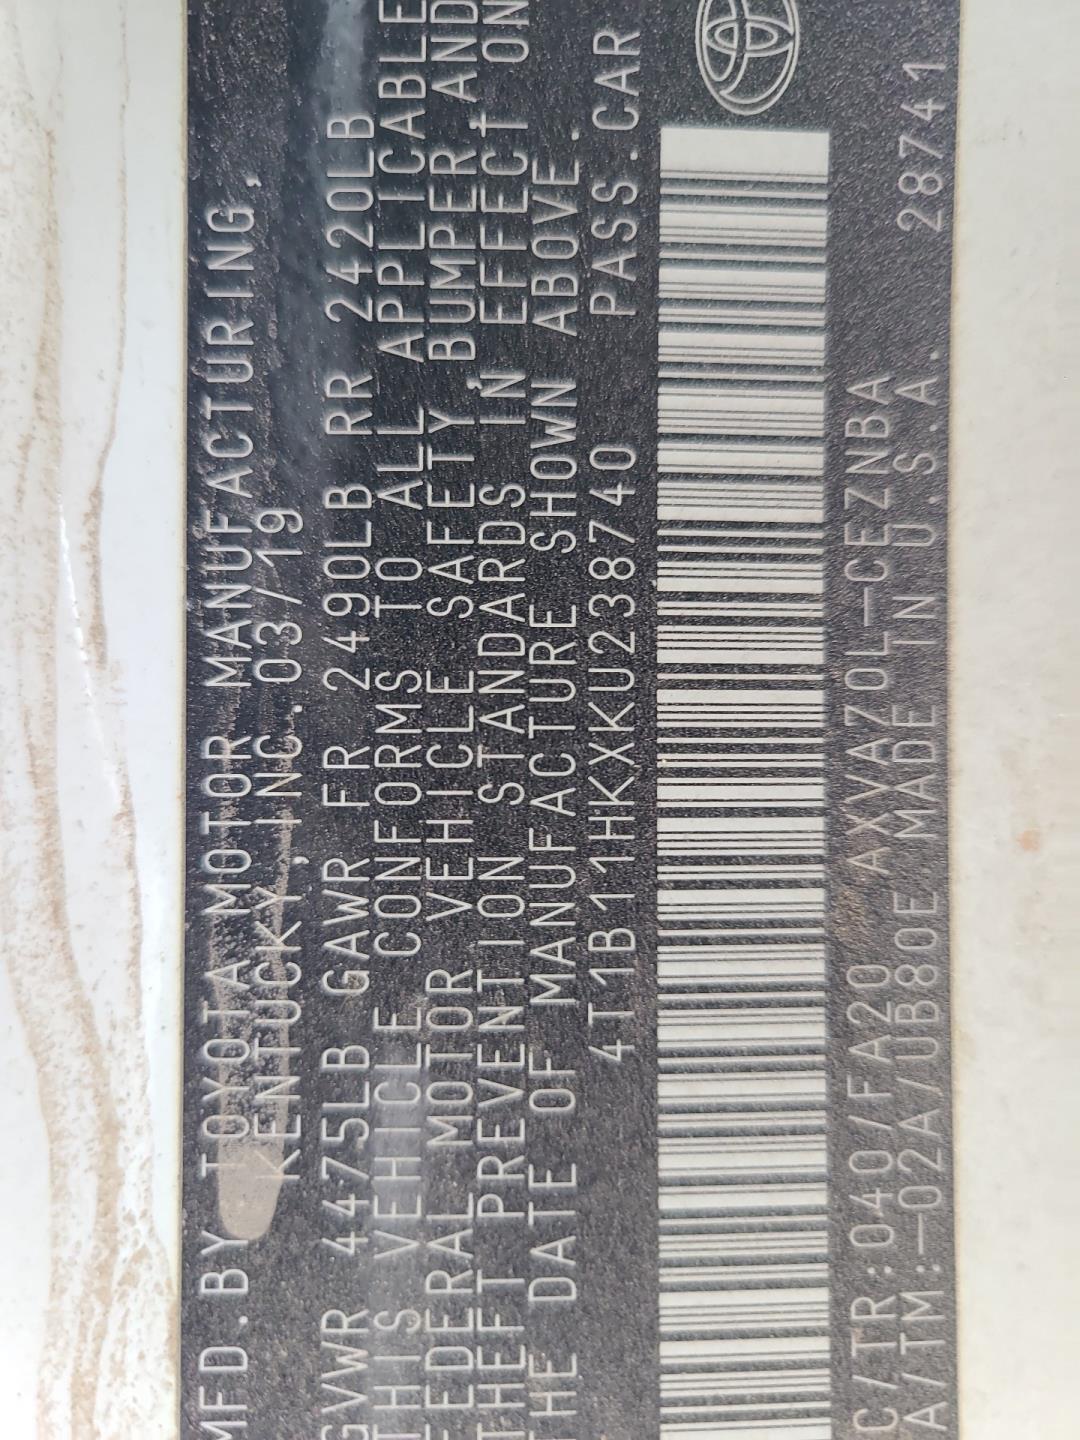 MFD.BY TOYOTA MOTOR MANUFACTURING,
KENTUCKY, INC. 03/19
GVWR 4475LB GAWR FR 2490LB RR 2420LB
THIS VEHICLE CONFORMS TO ALL APPLICABLE
FEDERAL MOTOR VEHICLE SAFETY, BUMPER, AND
THEFT PREVENTION STANDARDS IN EFFECT ON
THE DATE OF MANUFACTURE SHOWN ABOVE.
4T1B11HKXKU238740 PASS.CAR
C/TR:040/FA20 AXVA70L-CEZNBA
A/TM:-02A/UB80E MADE IN U.S.A. 28741